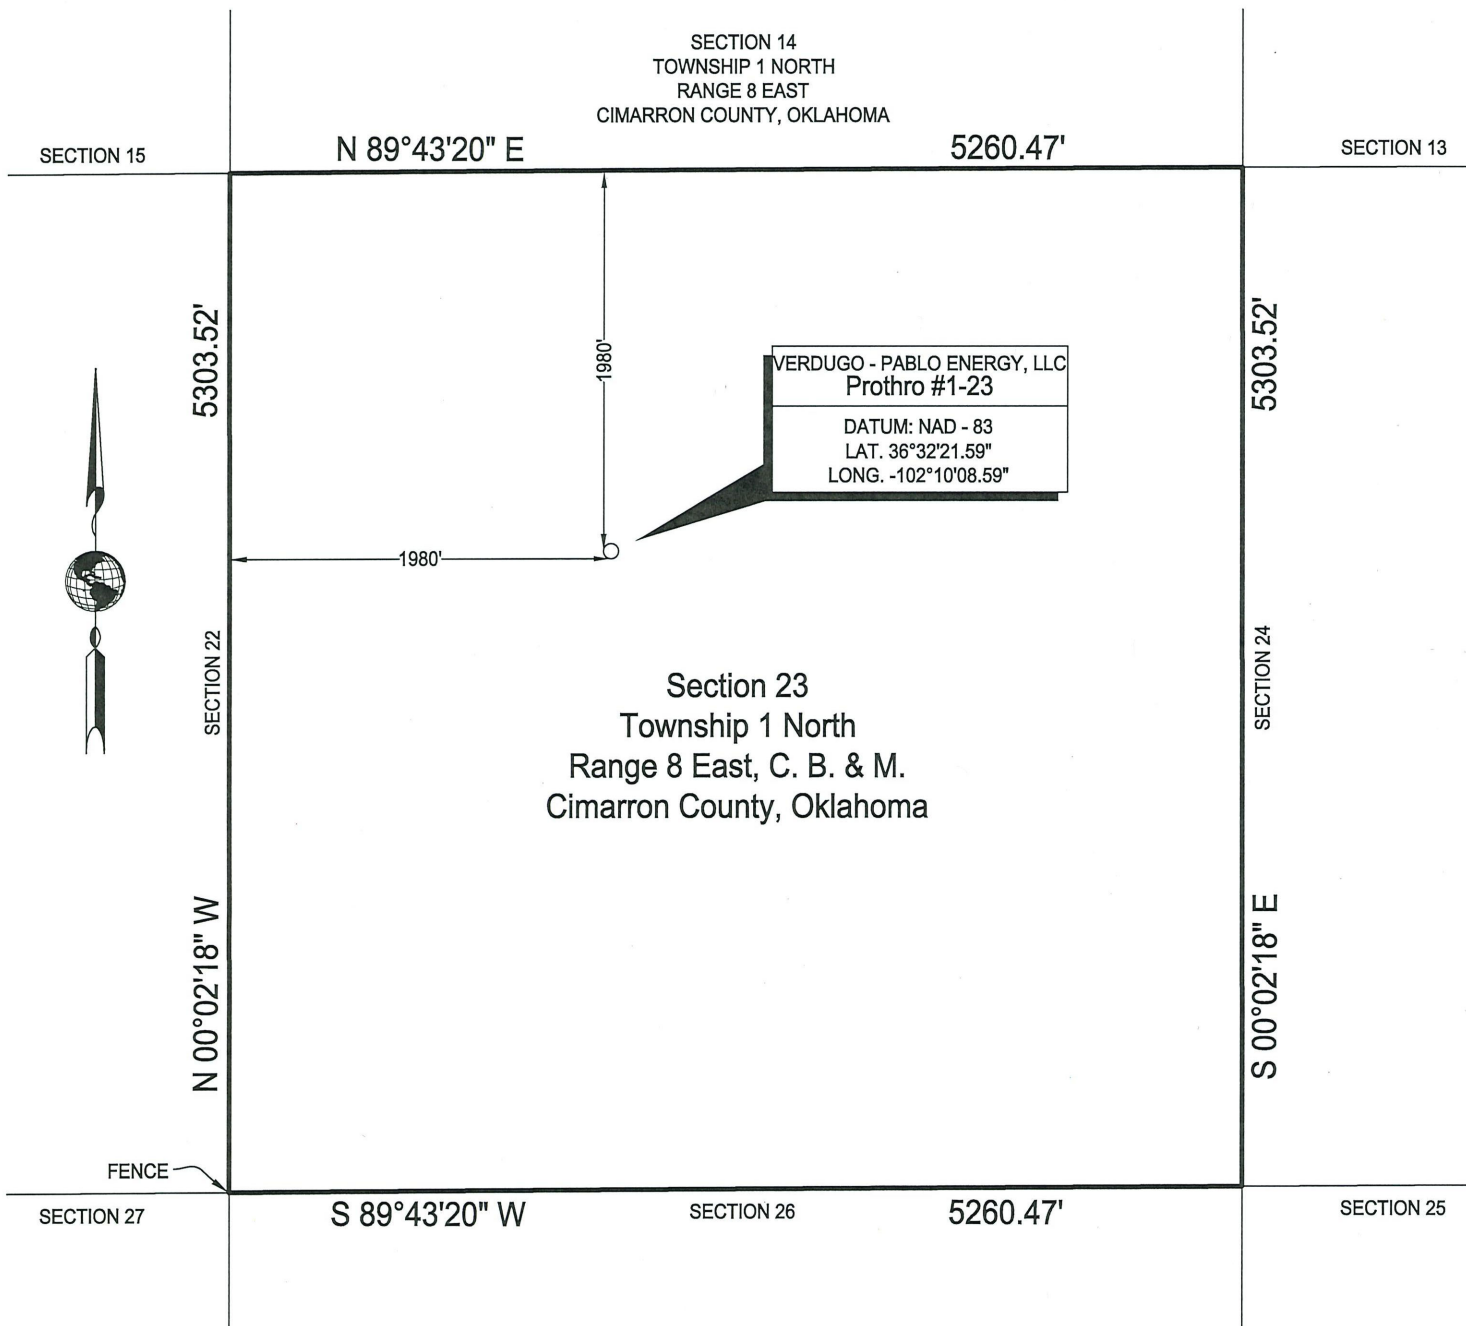 SECTION 14
TOWNSHIP 1 NORTH
RANGE 8 EAST
CIMARRON COUNTY, OKLAHOMA
SECTION 15
N 89°43'20" E
5260.47'
SECTION 13
5303.52'
1980'
VERDUGO - PABLO ENERGY, LLC
Prothro #1-23
DATUM: NAD - 83
LAT. 36°32'21.59"
LONG. -102°10'08.59"
5303.52'
1980'
SECTION 22
Section 23
Township 1 North
Range 8 East, C. B. & M.
Cimarron County, Oklahoma
SECTION 24
N 00°02'18" W
S 00°02'18" E
FENCE
SECTION 27
S 89°43'20" W
SECTION 26
5260.47'
SECTION 25